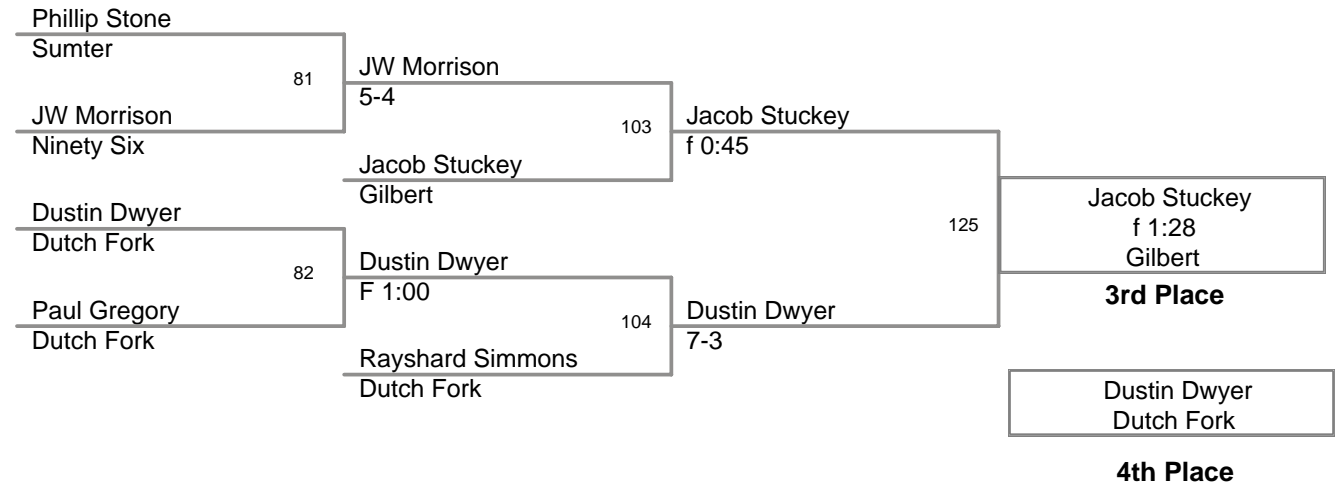 Phillip Stone
Sumter
81
JW Morrison
5-4
JW Morrison
Ninety Six
103
Jacob Stuckey
f 0:45
Jacob Stuckey
Gilbert
Dustin Dwyer
Dutch Fork
125
Jacob Stuckey
f 1:28
Gilbert
3rd Place
82
Dustin Dwyer
F 1:00
Paul Gregory
Dutch Fork
104
Dustin Dwyer
7-3
Rayshard Simmons
Dutch Fork
Dustin Dwyer
Dutch Fork
4th Place